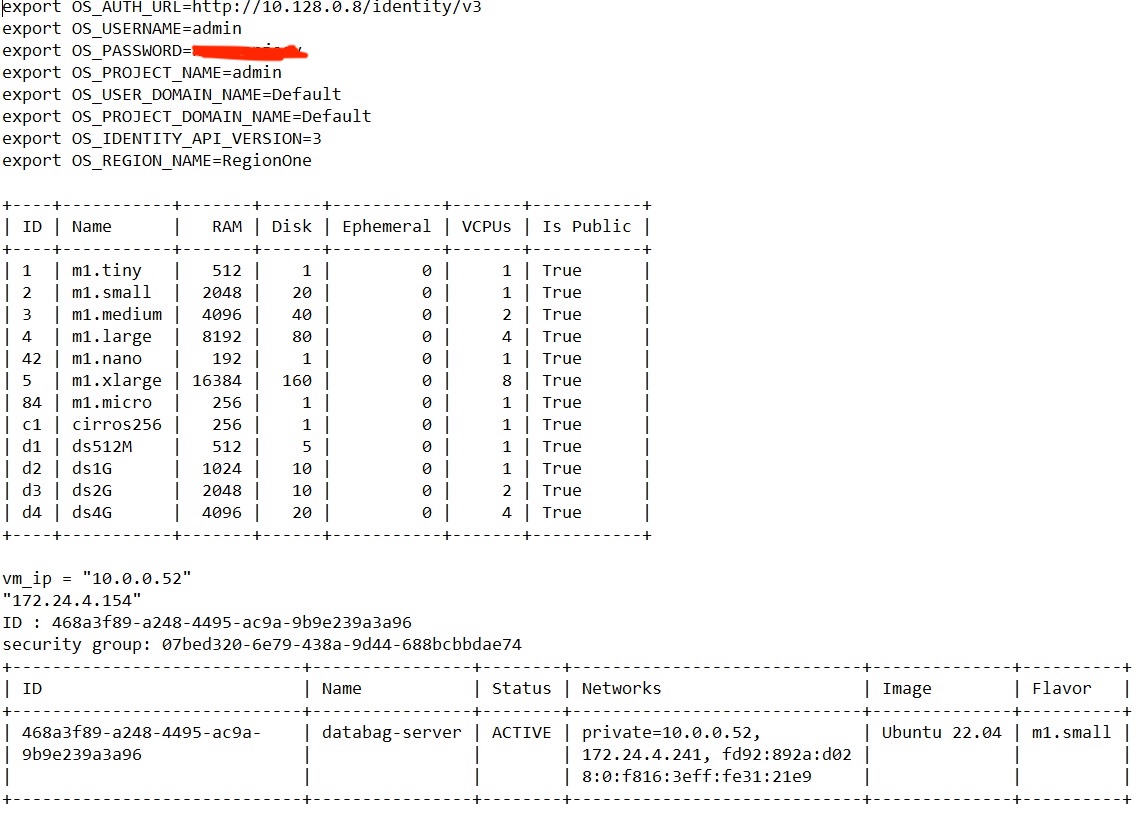 export OS_AUTH_URL=http://10.128.0.8/identity/v3
export OS_USERNAME=admin
export OS_PASSWORD=
export OS_PROJECT_NAME=admin
export OS_USER_DOMAIN_NAME=Default
export OS_PROJECT_DOMAIN_NAME=Default
export OS_IDENTITY_API_VERSION=3
export OS_REGION_NAME=RegionOne
+----+-----------+-------+------+-----------+-------+-----------+
| ID | Name      |   RAM | Disk | Ephemeral | VCPUs | Is Public |
+----+-----------+-------+------+-----------+-------+-----------+
| 1  | m1.tiny   |   512 |    1 |         0 |     1 | True      |
| 2  | m1.small  |  2048 |   20 |         0 |     1 | True      |
| 3  | m1.medium |  4096 |   40 |         0 |     2 | True      |
| 4  | m1.large  |  8192 |   80 |         0 |     4 | True      |
| 42 | m1.nano   |   192 |    1 |         0 |     1 | True      |
| 5  | m1.xlarge | 16384 |  160 |         0 |     8 | True      |
| 84 | m1.micro  |   256 |    1 |         0 |     1 | True      |
| c1 | cirros256 |   256 |    1 |         0 |     1 | True      |
| d1 | ds512M    |   512 |    5 |         0 |     1 | True      |
| d2 | ds1G      |  1024 |   10 |         0 |     1 | True      |
| d3 | ds2G      |  2048 |   10 |         0 |     2 | True      |
| d4 | ds4G      |  4096 |   20 |         0 |     4 | True      |
+----+-----------+-------+------+-----------+-------+-----------+
vm_ip = "10.0.0.52"
"172.24.4.154"
ID : 468a3f89-a248-4495-ac9a-9b9e239a3a96
security group: 07bed320-6e79-438a-9d44-688bcbbdae74
+-----------------------------+----------------+--------+-----------------------------+--------------+----------+
| ID                          | Name           | Status | Networks                    | Image        | Flavor   |
+-----------------------------+----------------+--------+-----------------------------+--------------+----------+
| 468a3f89-a248-4495-ac9a-    | databag-server | ACTIVE | private=10.0.0.52,          | Ubuntu 22.04 | m1.small |
| 9b9e239a3a96                |                |        | 172.24.4.241, fd92:892a:d02 |              |          |
|                             |                |        | 8:0:f816:3eff:fe31:21e9     |              |          |
+-----------------------------+----------------+--------+-----------------------------+--------------+----------+